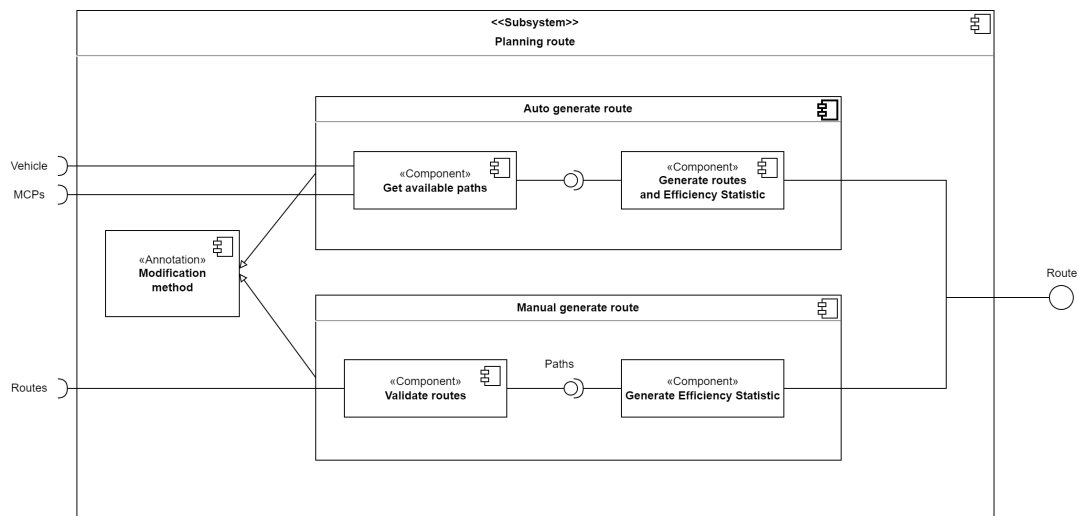 <<Subsystem>>
Planning route
Auto generate route
Vehicle
MCPs
«Component»
Get available paths
«Component»
Generate routes
and Efficiency Statistic
«Annotation»
Modification
method
Route
Manual generate route
Paths
Routes
«Component»
Validate routes
«Component»
Generate Efficiency Statistic